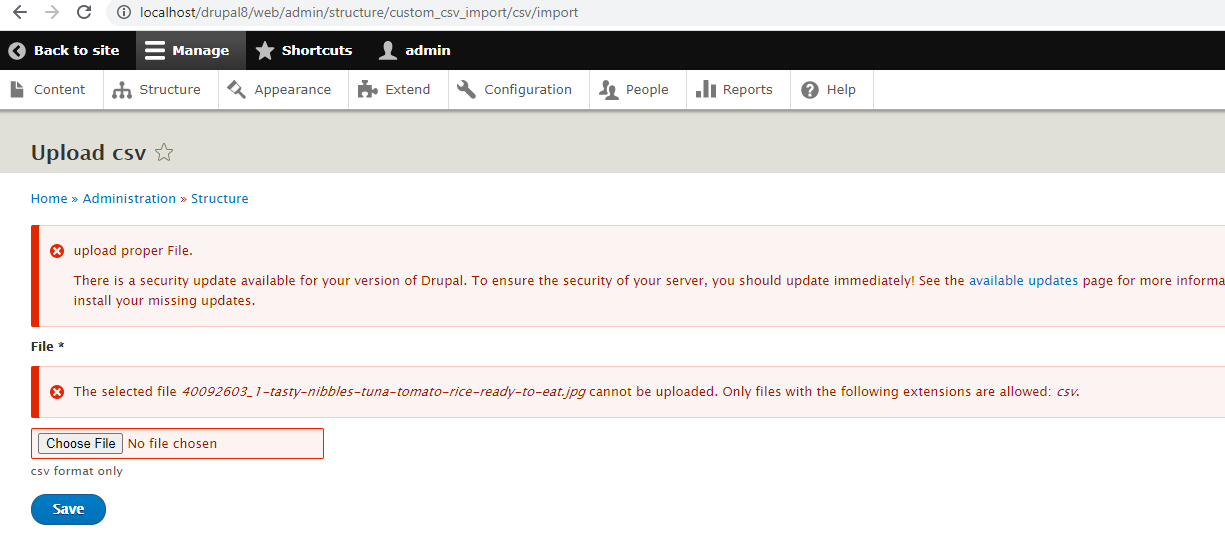 localhost/drupal8/web/admin/structure/custom_csv_import/csv/import
Back to site Manage Shortcuts admin
Content Structure Appearance Extend Configuration People Reports Help
Upload csv
Home » Administration » Structure
upload proper File.
There is a security update available for your version of Drupal. To ensure the security of your server, you should update immediately! See the available updates page for more informa
install your missing updates.
File *
The selected file 40092603_1-tasty-nibbles-tuna-tomato-rice-ready-to-eat.jpg cannot be uploaded. Only files with the following extensions are allowed: csv.
Choose File No file chosen
csv format only
Save